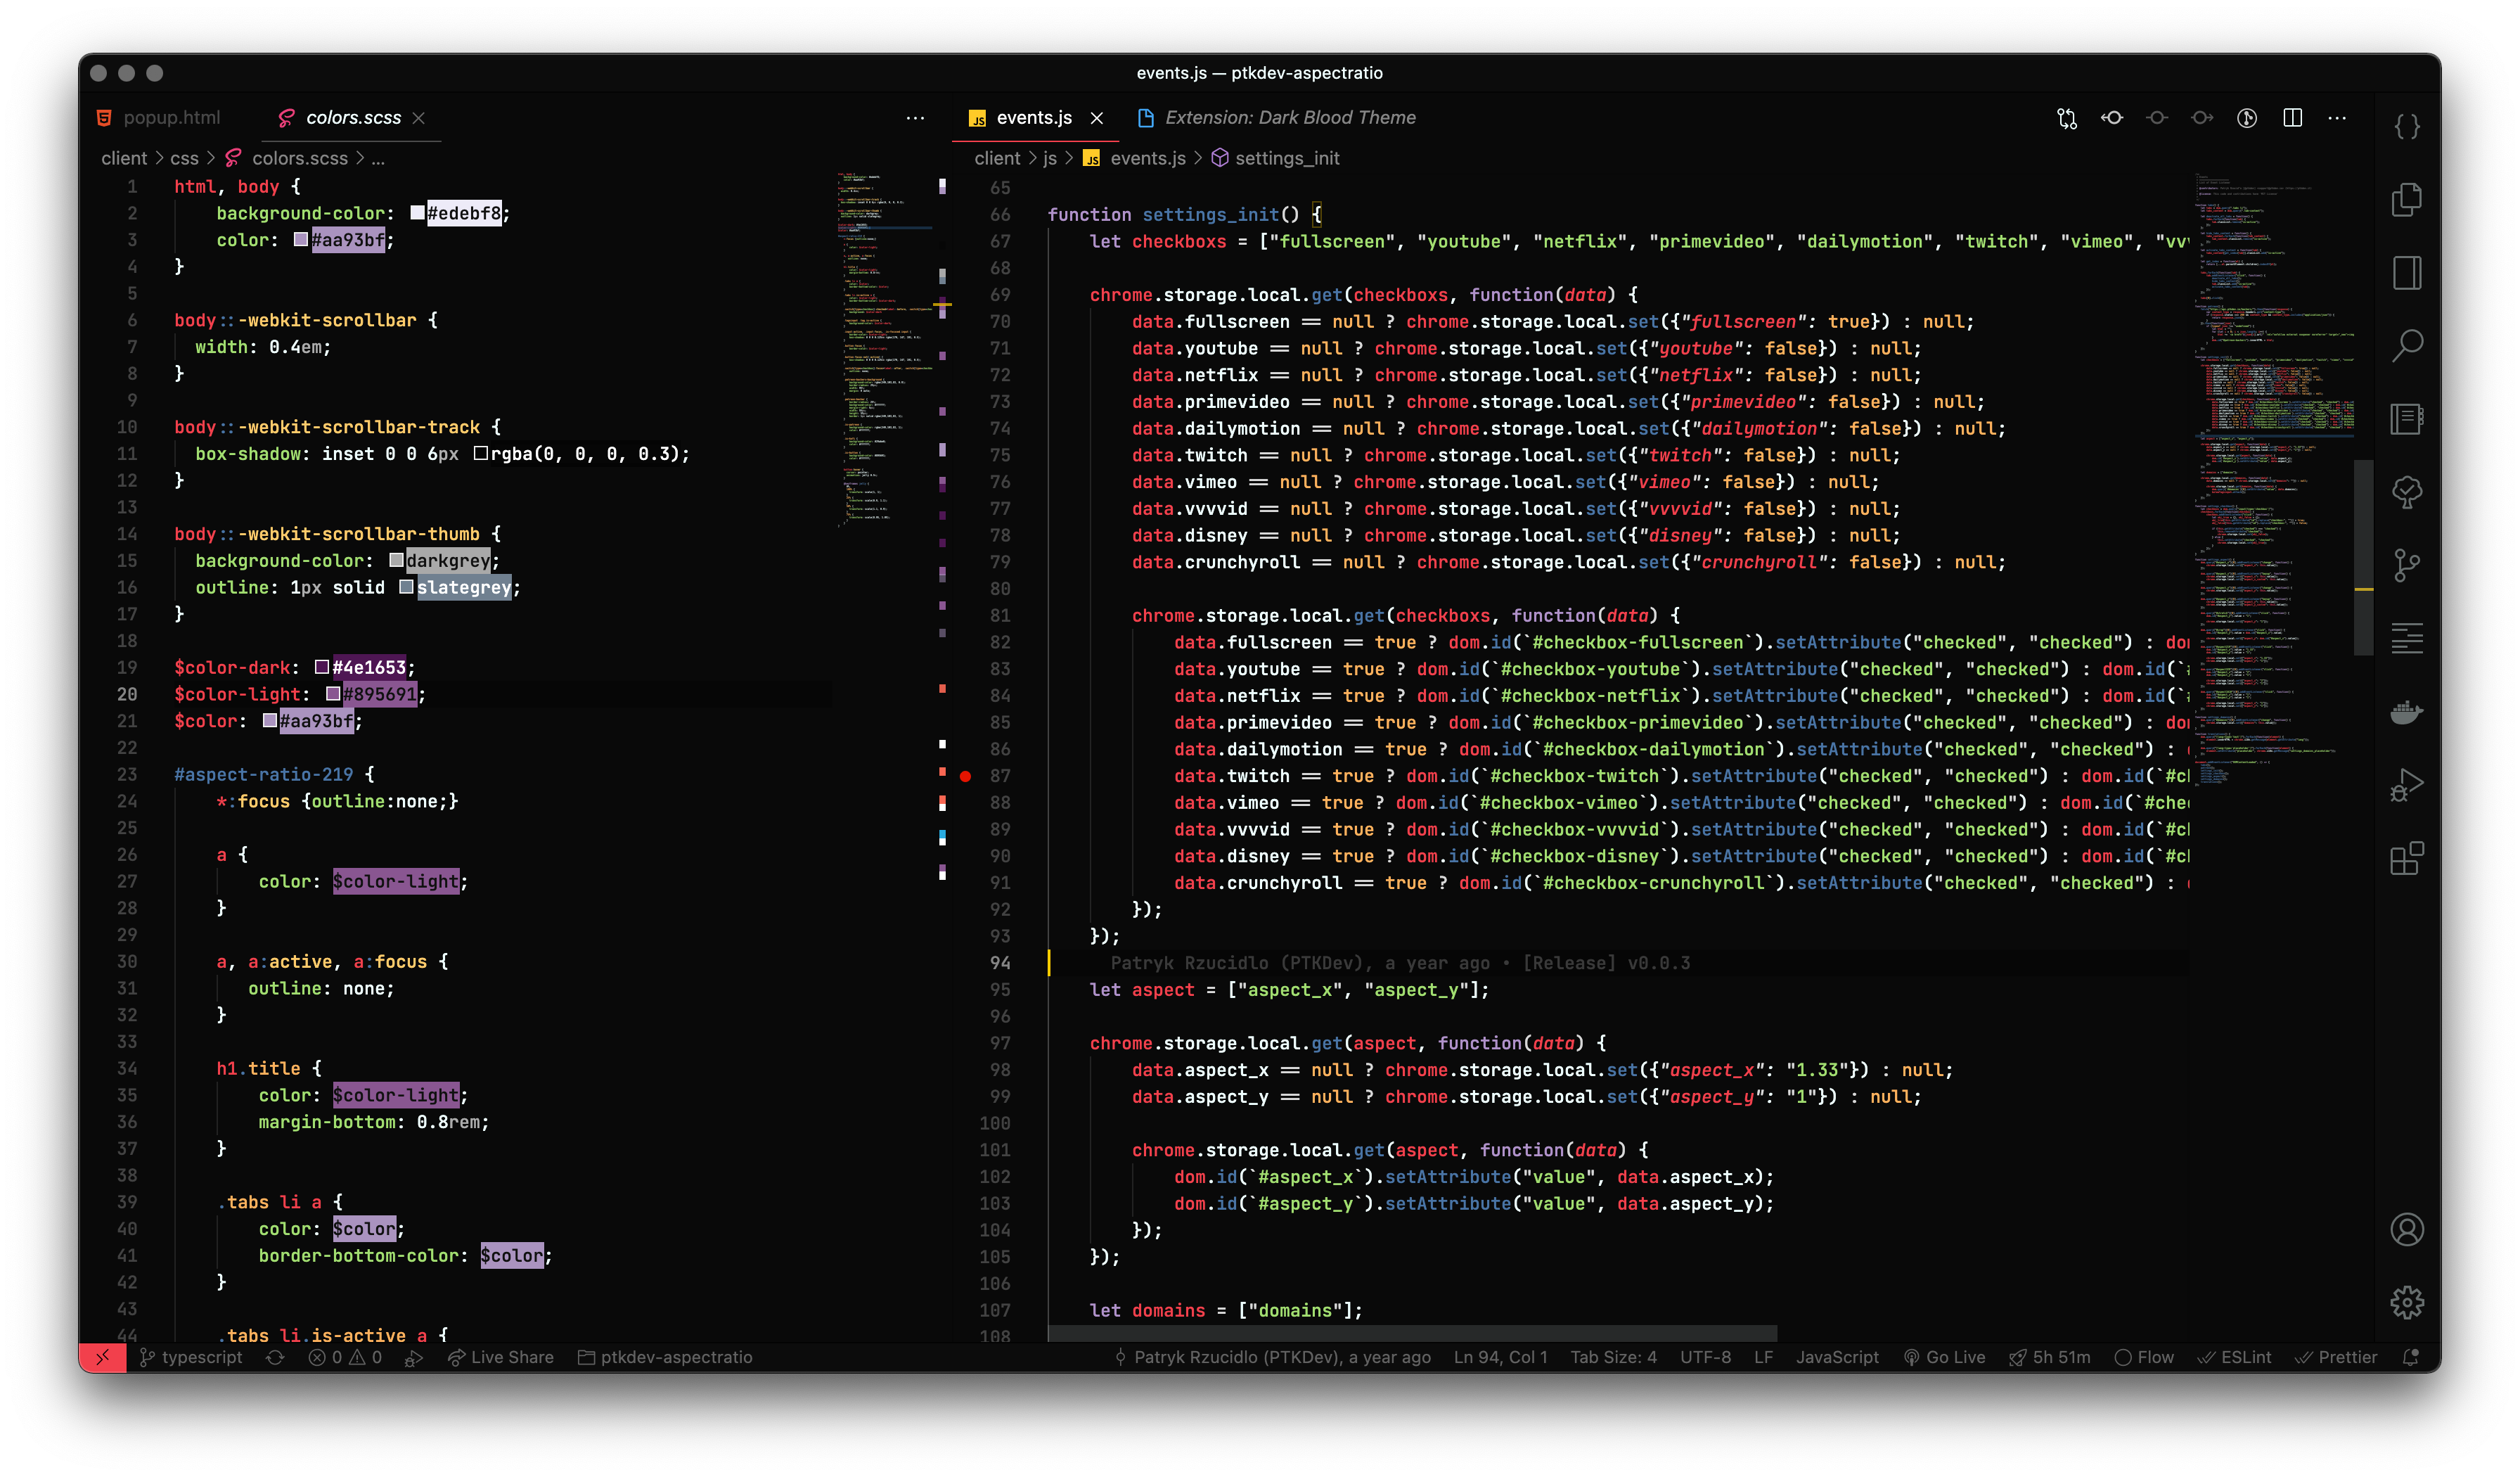 events.js — ptkdev-aspectratio
popup.html
colors.scss
client > css > colors.scss > ...
1 html, body {
2 background-color: #edebf8;
3 color: #aa93bf;
4 }
5
6 body::-webkit-scrollbar {
7 width: 0.4em;
8 }
9
10 body::-webkit-scrollbar-track {
11 box-shadow: inset 0 0 6px rgba(0, 0, 0, 0.3);
12 }
13
14 body::-webkit-scrollbar-thumb {
15 background-color: darkgrey;
16 outline: 1px solid slategrey;
17 }
18
19 $color-dark: #4e1653;
20 $color-light: #895691;
21 $color: #aa93bf;
22
23 #aspect-ratio-219 {
24 *:focus {outline:none;}
25
26 a {
27 color: $color-light;
28 }
29
30 a, a:active, a:focus {
31 outline: none;
32 }
33
34 h1.title {
35 color: $color-light;
36 margin-bottom: 0.8rem;
37 }
38
39 .tabs li a {
40 color: $color;
41 border-bottom-color: $color;
42 }
43
44 .tabs li.is-active a {
events.js
Extension: Dark Blood Theme
client > js > JS events.js > settings_init
65
66 function settings_init() {
67 let checkboxs = ["fullscreen", "youtube", "netflix", "primevideo", "dailymotion", "twitch", "vimeo", "vv
68
69 chrome.storage.local.get(checkboxs, function(data) {
70 data.fullscreen == null ? chrome.storage.local.set({"fullscreen": true}) : null;
71 data.youtube == null ? chrome.storage.local.set({"youtube": false}) : null;
72 data.netflix == null ? chrome.storage.local.set({"netflix": false}) : null;
73 data.primevideo == null ? chrome.storage.local.set({"primevideo": false}) : null;
74 data.dailymotion == null ? chrome.storage.local.set({"dailymotion": false}) : null;
75 data.twitch == null ? chrome.storage.local.set({"twitch": false}) : null;
76 data.vimeo == null ? chrome.storage.local.set({"vimeo": false}) : null;
77 data.vvvvid == null ? chrome.storage.local.set({"vvvvid": false}) : null;
78 data.disney == null ? chrome.storage.local.set({"disney": false}) : null;
79 data.crunchyroll == null ? chrome.storage.local.set({"crunchyroll": false}) : null;
80
81 chrome.storage.local.get(checkboxs, function(data) {
82 data.fullscreen == true ? dom.id(`#checkbox-fullscreen`).setAttribute("checked", "checked") : do
83 data.youtube == true ? dom.id(`#checkbox-youtube`).setAttribute("checked", "checked") : dom.id(`#
84 data.netflix == true ? dom.id(`#checkbox-netflix`).setAttribute("checked", "checked") : dom.id(`#
85 data.primevideo == true ? dom.id(`#checkbox-primevideo`).setAttribute("checked", "checked") : do
86 data.dailymotion == true ? dom.id(`#checkbox-dailymotion`).setAttribute("checked", "checked") :
87 data.twitch == true ? dom.id(`#checkbox-twitch`).setAttribute("checked", "checked") : dom.id(`#c
88 data.vimeo == true ? dom.id(`#checkbox-vimeo`).setAttribute("checked", "checked") : dom.id(`#che
89 data.vvvvid == true ? dom.id(`#checkbox-vvvvid`).setAttribute("checked", "checked") : dom.id(`#c
90 data.disney == true ? dom.id(`#checkbox-disney`).setAttribute("checked", "checked") : dom.id(`#c
91 data.crunchyroll == true ? dom.id(`#checkbox-crunchyroll`).setAttribute("checked", "checked") :
92 });
93 });
94 Patryk Rzucidlo (PTKDev), a year ago • [Release] v0.0.3
95 let aspect = ["aspect_x", "aspect_y"];
96
97 chrome.storage.local.get(aspect, function(data) {
98 data.aspect_x == null ? chrome.storage.local.set({"aspect_x": "1.33"}) : null;
99 data.aspect_y == null ? chrome.storage.local.set({"aspect_y": "1"}) : null;
100
101 chrome.storage.local.get(aspect, function(data) {
102 dom.id(`#aspect_x`).setAttribute("value", data.aspect_x);
103 dom.id(`#aspect_y`).setAttribute("value", data.aspect_y);
104 });
105 });
106
107 let domains = ["domains"];
108
typescript 0 0 Live Share ptkdev-aspectratio Patryk Rzucidlo (PTKDev), a year ago Ln 94, Col 1 Tab Size: 4 UTF-8 LF JavaScript Go Live 5h 51m Flow ESLint Prettier